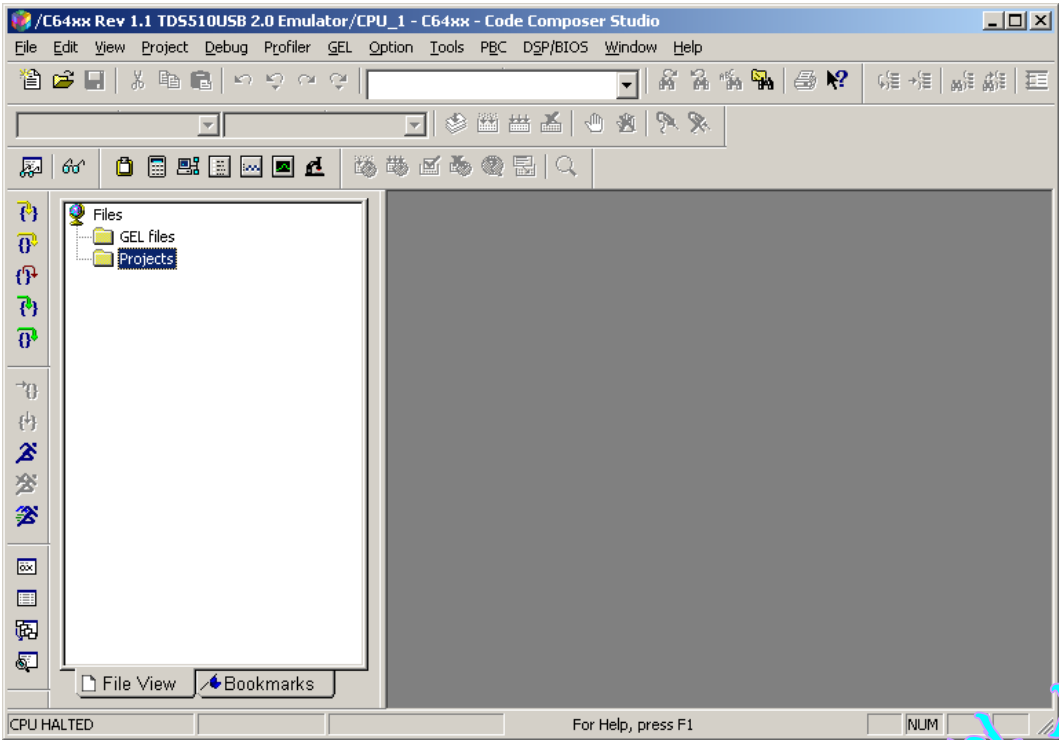 /C64xx Rev 1.1 TDS510USB 2.0 Emulator/CPU_1 - C64xx - Code Composer Studio
File Edit View Project Debug Profiler GEL Option Tools PBC DSP/BIOS Window Help
Files
GEL files
Projects
File View Bookmarks
CPU HALTED For Help, press F1 NUM